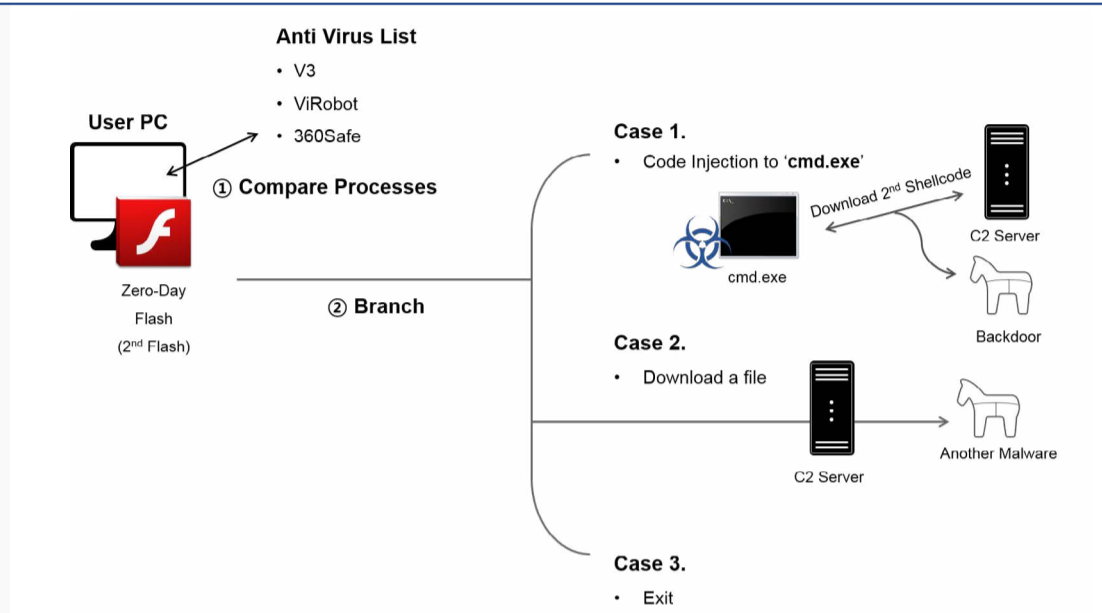 Anti Virus List
• V3
• ViRobot
• 360Safe
User PC
① Compare Processes
Zero-Day
Flash
(2nd Flash)
② Branch
Case 1.
• Code Injection to ‘cmd.exe’
Download 2nd Shellcode
C2 Server
cmd.exe
Backdoor
Case 2.
• Download a file
C2 Server
Another Malware
Case 3.
• Exit